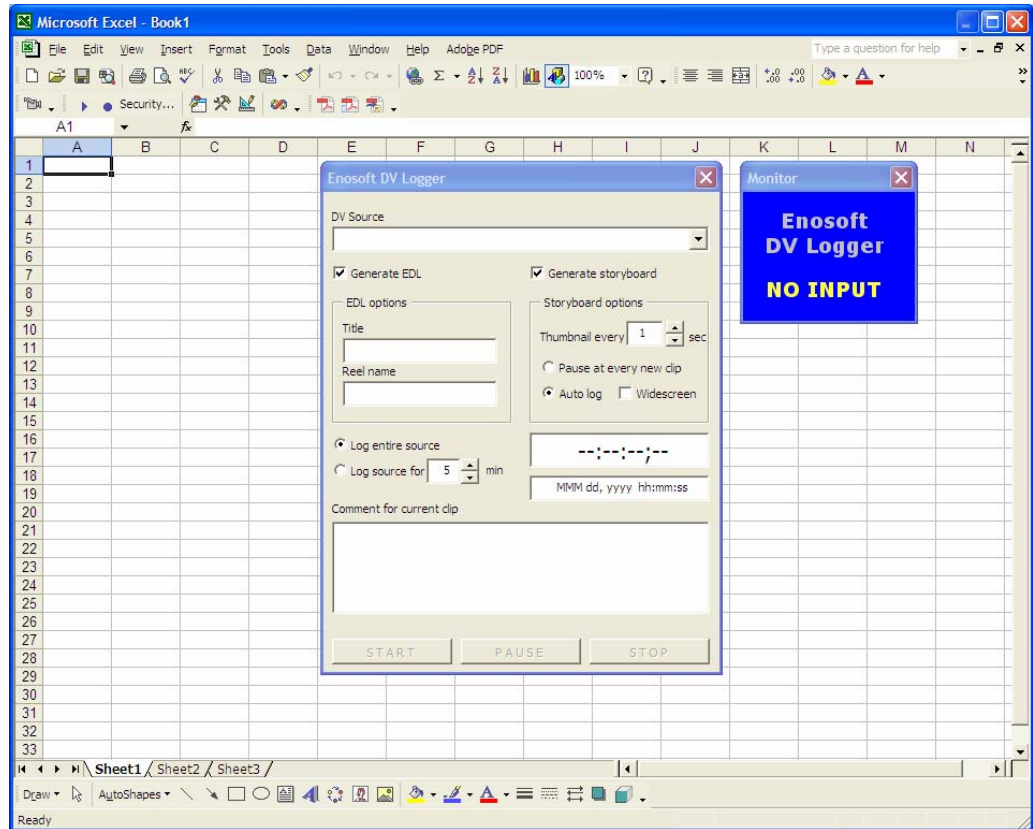 Microsoft Excel - Book1
File Edit View Insert Format Tools Data Window Help Adobe PDF
Type a question for help
100%
Security...
A1
fx
A B C D E F G H I J K L M N
1
2
3
4
5
6
7
8
9
10
11
12
13
14
15
16
17
18
19
20
21
22
23
24
25
26
27
28
29
30
31
32
33
Enosoft DV Logger
DV Source
Generate EDL
Generate storyboard
EDL options
Title
Reel name
Storyboard options
Thumbnail every 1 sec
Pause at every new clip
Auto log Widescreen
Log entire source
Log source for 5 min
--:--:--;--
MMM dd, yyyy hh:mm:ss
Comment for current clip
START PAUSE STOP
Monitor
Enosoft
DV Logger
NO INPUT
Sheet1 Sheet2 Sheet3
Draw AutoShapes
Ready